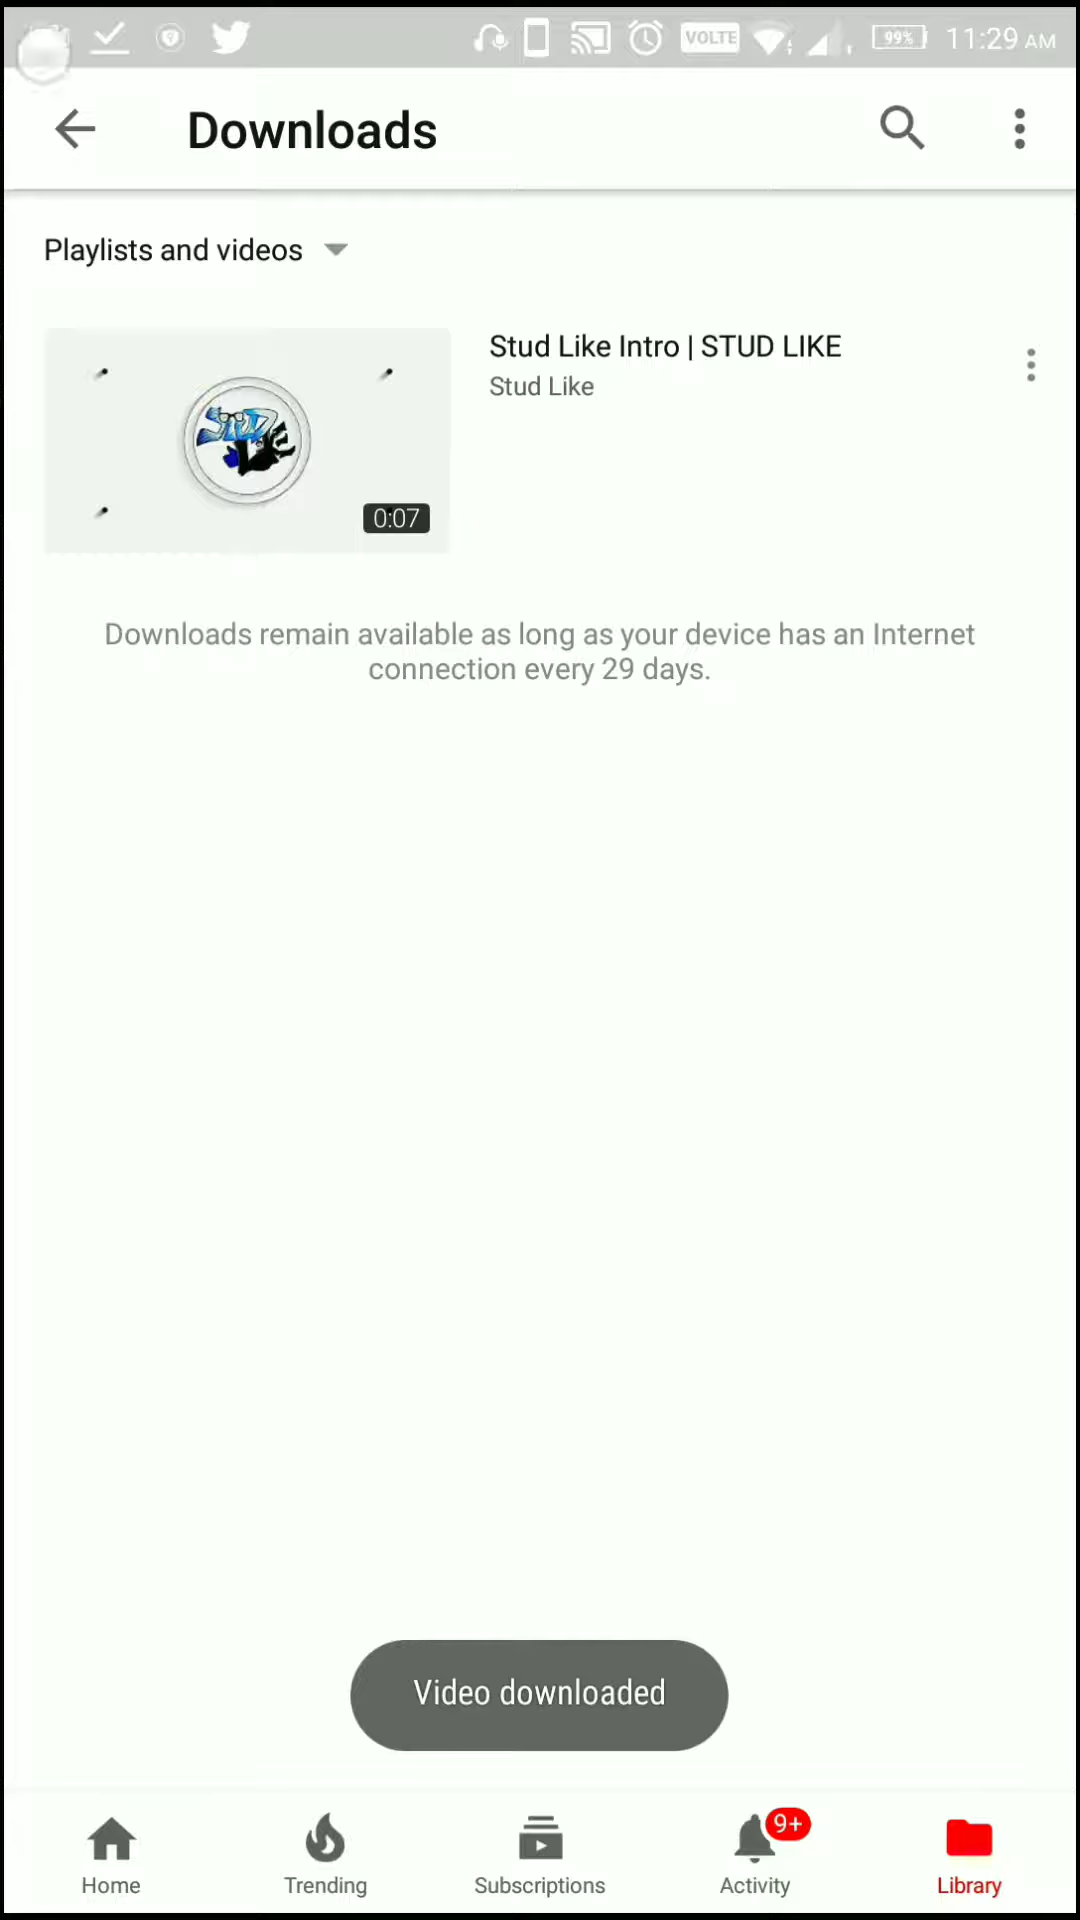 VOLTE 99% 11:29 AM
Downloads
Playlists and videos
Stud Like Intro | STUD LIKE
Stud Like
STUD
LIKE
0:07
Downloads remain available as long as your device has an Internet
connection every 29 days.
Video downloaded
9+
Home Trending Subscriptions Activity Library